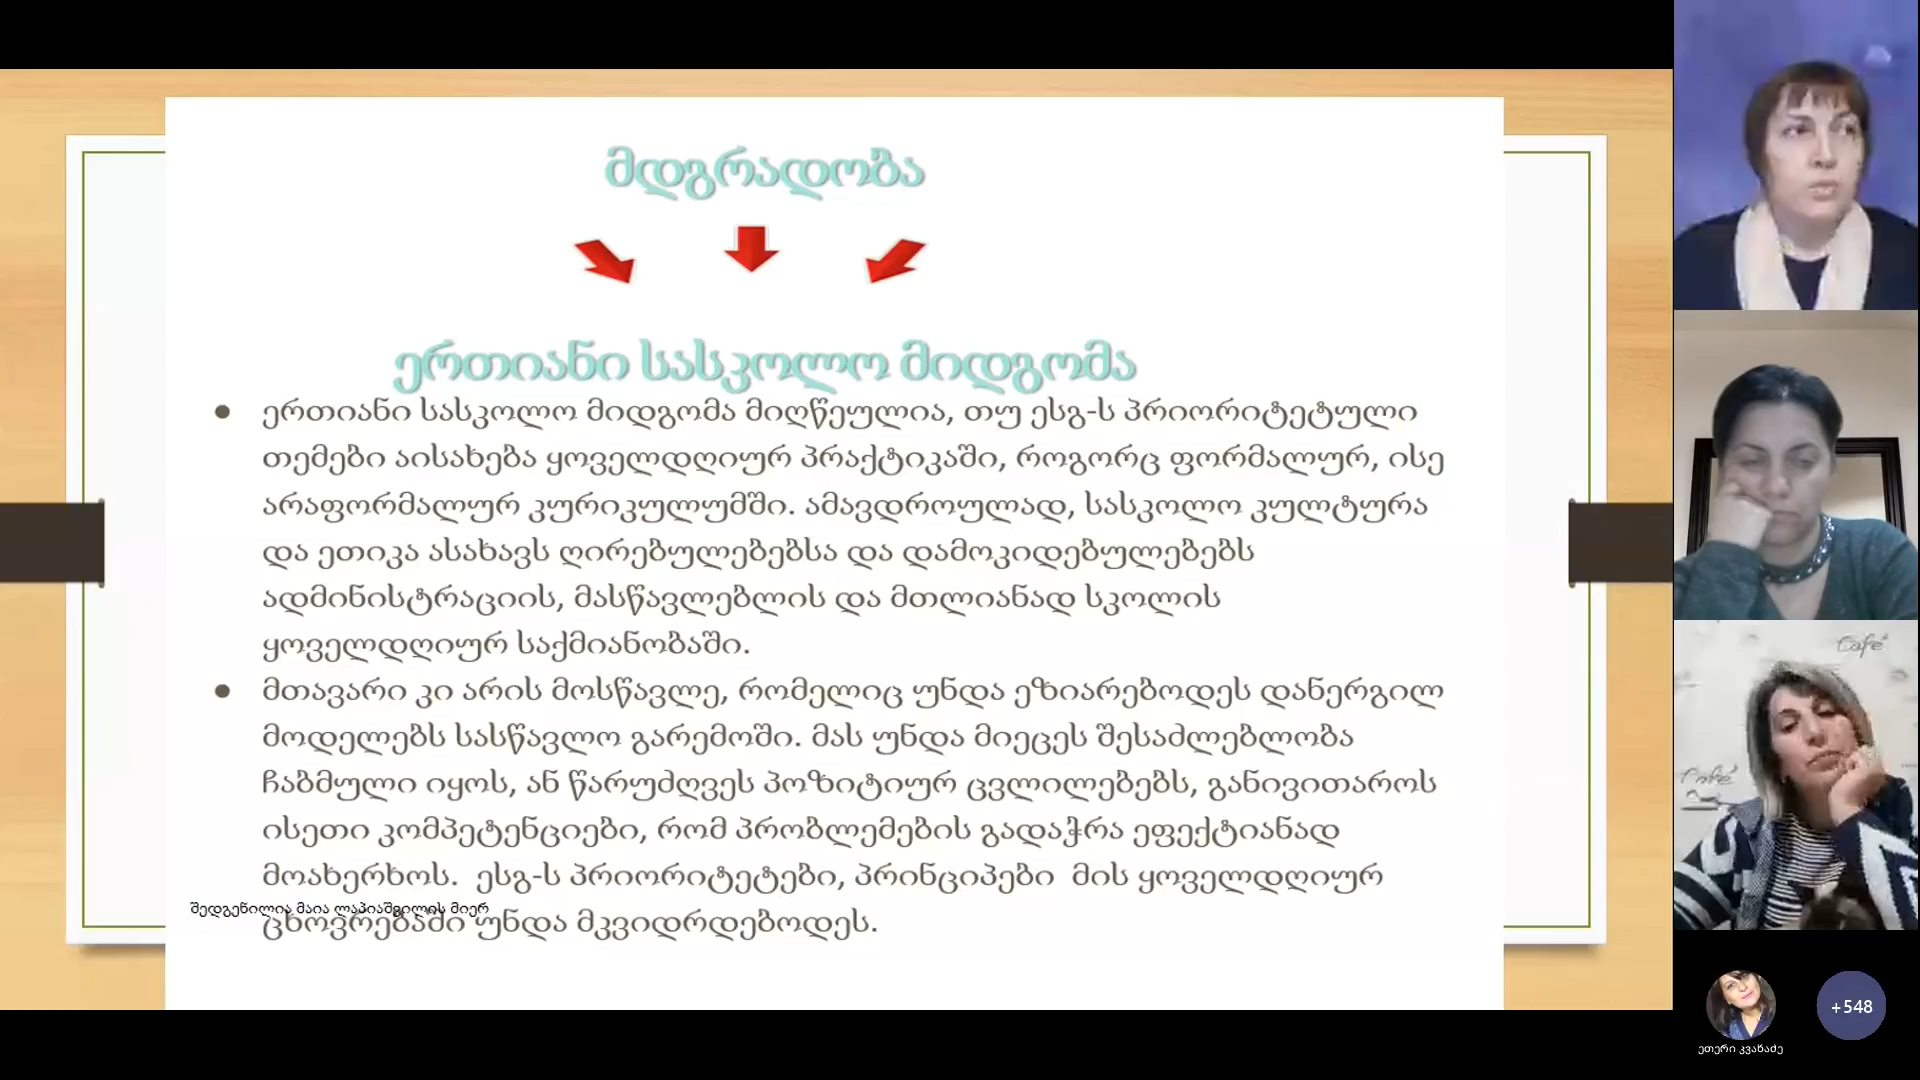 მდგრადობა
ერთიანი სასკოლო მიდგომა
● ერთიანი სასკოლო მიდგომა მიღწეულია, თუ ესგ-ს პრიორიტეტული
თემები აისახება ყოველდღიურ პრაქტიკაში, როგორც ფორმალურ, ისე
არაფორმალურ კურიკულუმში. ამავდროულად, სასკოლო კულტურა
და ეთიკა ასახავს ღირებულებებსა და დამოკიდებულებებს
ადმინისტრაციის, მასწავლებლის და მთლიანად სკოლის
ყოველდღიურ საქმიანობაში.
● მთავარი კი არის მოსწავლე, რომელიც უნდა ეზიარებოდეს დანერგილ
მოდელებს სასწავლო გარემოში. მას უნდა მიეცეს შესაძლებლობა
ჩაბმული იყოს, ან წარუძღვეს პოზიტიურ ცვლილებებს, განივითაროს
ისეთი კომპეტენციები, რომ პრობლემების გადაჭრა ეფექტიანად
მოახერხოს. ესგ-ს პრიორიტეტები, პრინციპები მის ყოველდღიურ
ცხოვრებაში უნდა მკვიდრდებოდეს.
შედგენილია მაია ლაპიაშვილის მიერ
Cafe
Cafe
ეთერი კვანაძე
+548